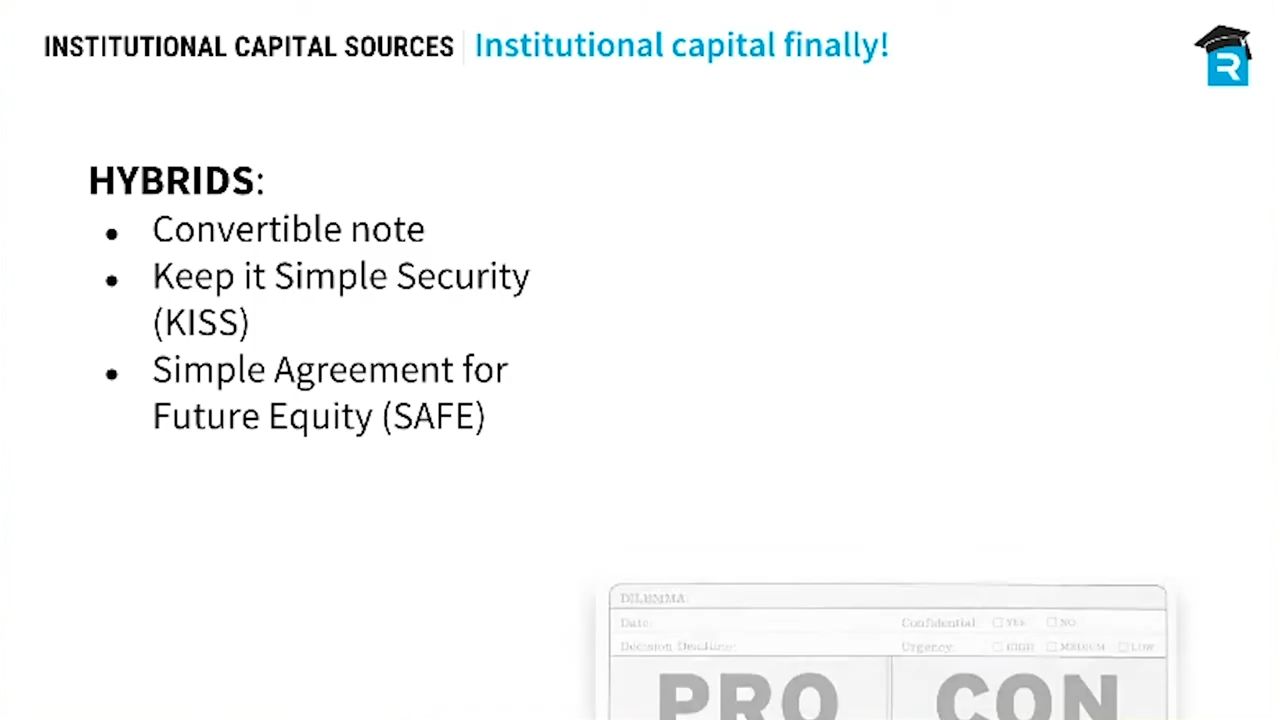 INSTITUTIONAL CAPITAL SOURCES Institutional capital finally!
HYBRIDS:
Convertible note
Keep it Simple Security
(KISS)
Simple Agreement for
Future Equity (SAFE)
DILEMMA:
Date: Confidential YES NO
Decision Deadline: Urgency: HIGH MEDIUM LOW
PRO CON